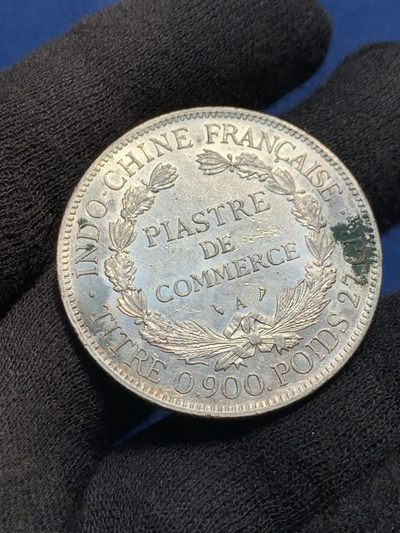 INDO-CHINE FRANÇAISE
PIASTRE
DE
COMMERCE
A
TITRE 0,900. POIDS 27